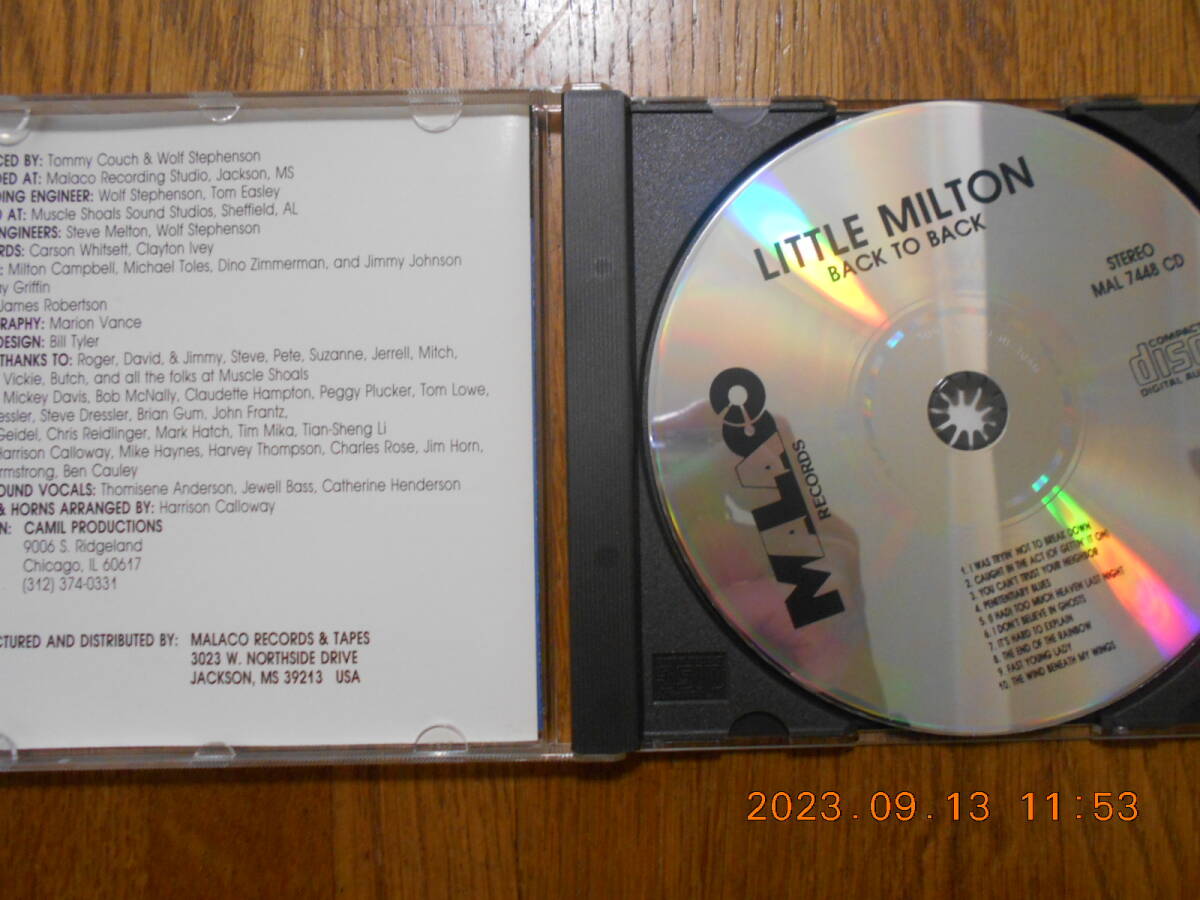 CED BY: Tommy Couch & Wolf Stephenson
DED AT: Malaco Recording Studio, Jackson, MS
DING ENGINEER: Wolf Stephenson, Tom Easley
D AT: Muscle Shoals Sound Studios, Sheffield, AL
NGINEERS: Steve Melton, Wolf Stephenson
RDS: Carson Whitsett, Clayton Ivey
: Milton Campbell, Michael Toles, Dino Zimmerman, and Jimmy Johnson
y Griffin
James Robertson
RAPHY: Marion Vance
DESIGN: Bill Tyler
THANKS TO: Roger, David, & Jimmy, Steve, Pete, Suzanne, Jerrell, Mitch,
Vickie, Butch, and all the folks at Muscle Shoals
Mickey Davis, Bob McNally, Claudette Hampton, Peggy Plucker, Tom Lowe,
essler, Steve Dressler, Brian Gum, John Frantz,
Geidel, Chris Reidlinger, Mark Hatch, Tim Mika, Tian-Sheng Li
Harrison Calloway, Mike Haynes, Harvey Thompson, Charles Rose, Jim Horn,
rmstrong, Ben Cauley
OUND VOCALS: Thomisene Anderson, Jewell Bass, Catherine Henderson
& HORNS ARRANGED BY: Harrison Calloway
N: CAMIL PRODUCTIONS
9006 S. Ridgeland
Chicago, IL 60617
(312) 374-0331
CTURED AND DISTRIBUTED BY: MALACO RECORDS & TAPES
3023 W. NORTHSIDE DRIVE
JACKSON, MS 39213 USA
LITTLE MILTON
BACK TO BACK
STEREO
MAL 7448 CD
COMPACT
disc
DIGITAL AU
MALACO
RECORDS
1. I WAS TRYIN' NOT TO BREAK DOWN
2. CAUGHT IN THE ACT (OF GETTIN' IT ON)
3. YOU CAN'T TRUST YOUR NEIGHBOR
4. PENITENTIARY BLUES
5. (I HAD) TOO MUCH HEAVEN LAST NIGHT
6. I DON'T BELIEVE IN GHOSTS
7. IT'S HARD TO EXPLAIN
8. THE END OF THE RAINBOW
9. FAST YOUNG LADY
10. THE WIND BENEATH MY WINGS
2023.09.13 11:53